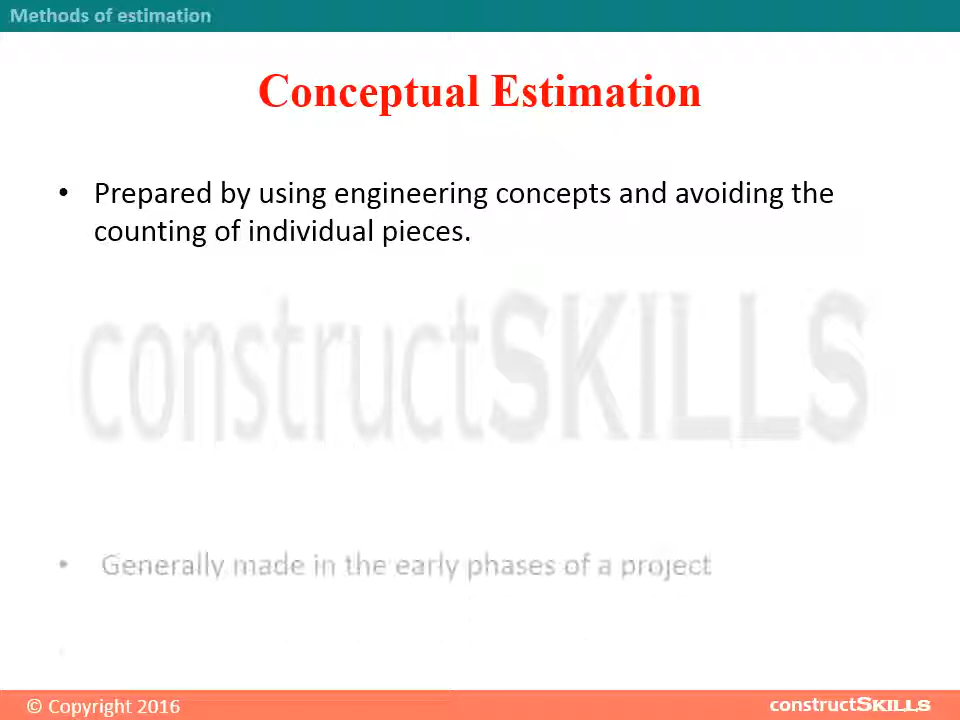 Methods of estimation
Conceptual Estimation
• Prepared by using engineering concepts and avoiding the
counting of individual pieces.
constructSKILLS
• Generally made in the early phases of a project
© Copyright 2016
constructSKILLS